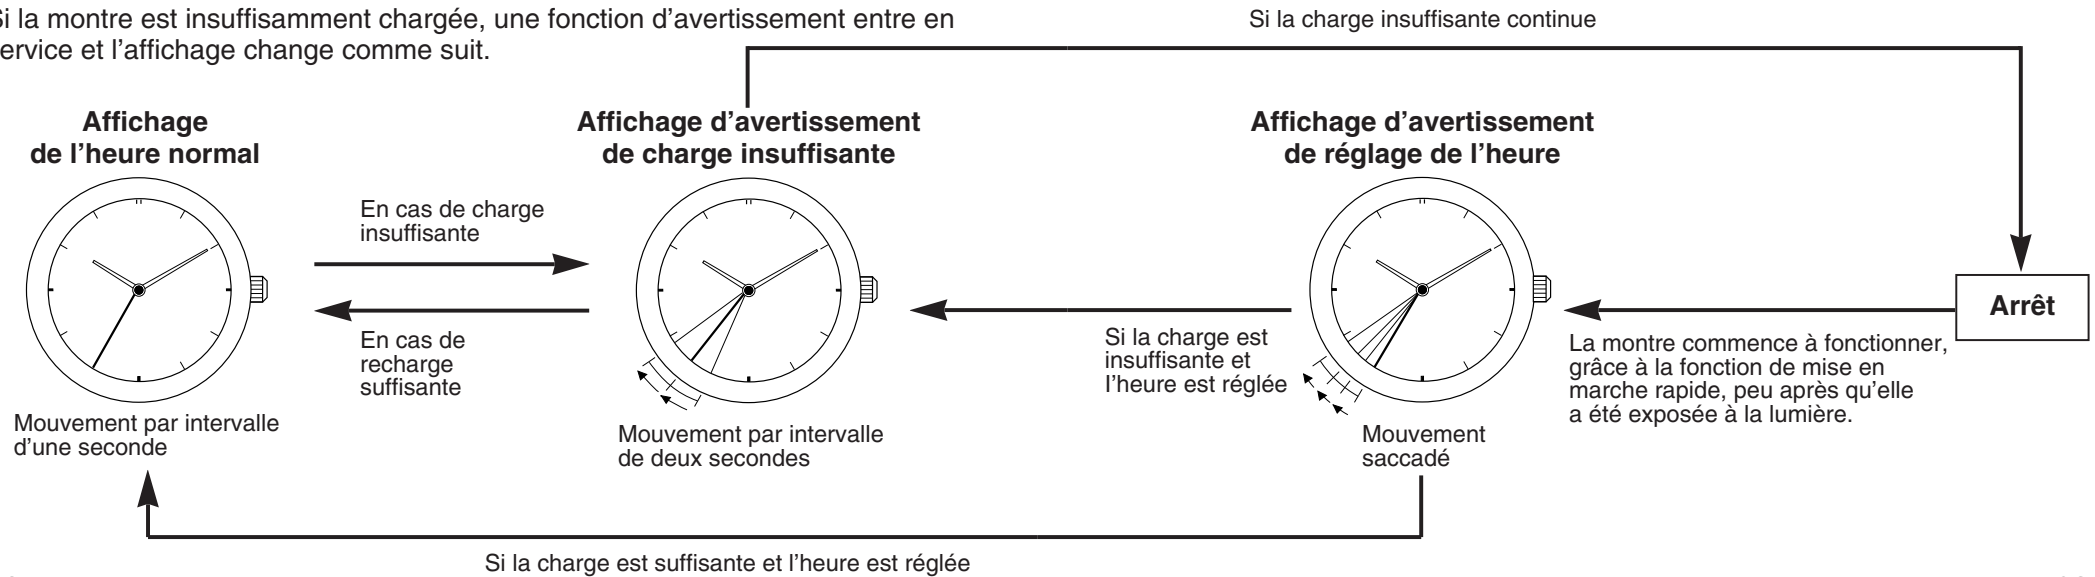 i la montre est insuffisamment chargée, une fonction d'avertissement entre en
ervice et l'affichage change comme suit.
Si la charge insuffisante continue
Affichage
de l'heure normal
Affichage d'avertissement
de charge insuffisante
Affichage d'avertissement
de réglage de l'heure
En cas de charge
insuffisante
En cas de
recharge
suffisante
Si la charge est
insuffisante et
l'heure est réglée
Arrêt
La montre commence à fonctionner,
grâce à la fonction de mise en
marche rapide, peu après qu'elle
a été exposée à la lumière.
Mouvement par intervalle
d'une seconde
Mouvement par intervalle
de deux secondes
Mouvement
saccadé
Si la charge est suffisante et l'heure est réglée